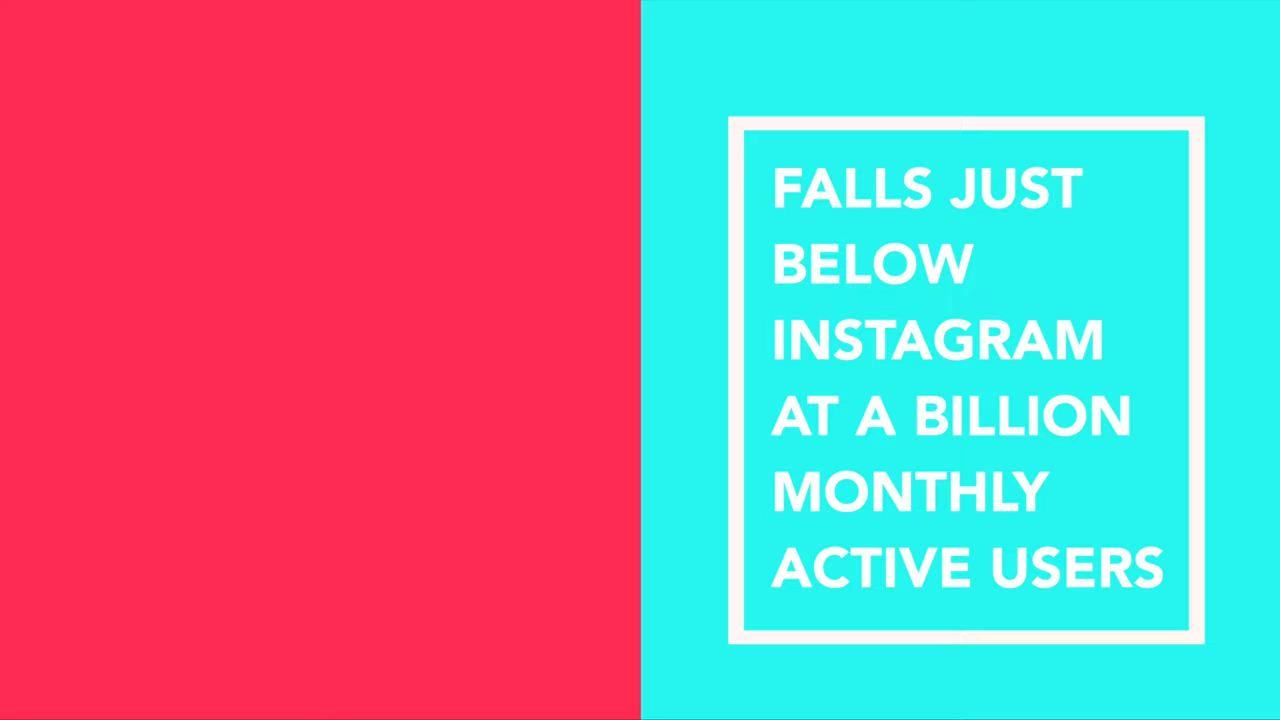 FALLS JUST
BELOW
INSTAGRAM
AT A BILLION
MONTHLY
ACTIVE USERS